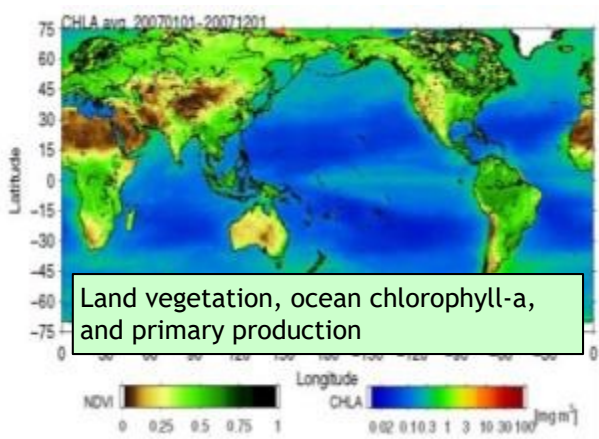 CHLA avg. 20070101-20071201
75
60
45
30
15
0
-15
-30
-45
-60
-75
Latitude
Land vegetation, ocean chlorophyll-a,
and primary production
0 0
Longitude
NDVI
0 0.25 0.5 0.75 1
CHLA
0.02 0.1 0.3 1 3 10 30 100